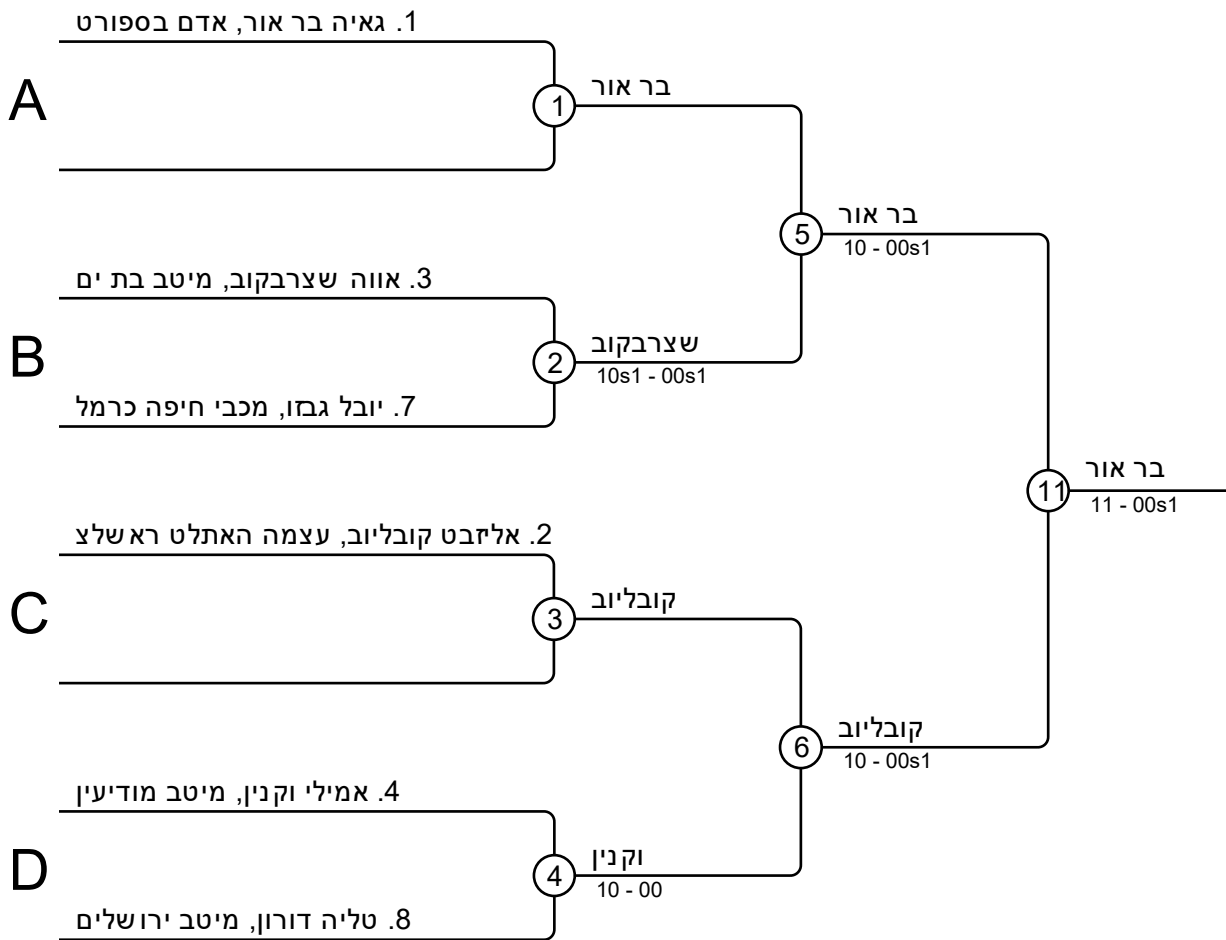 1. גאיה בר אור, אדם בספורט
A
1
בר אור
5
בר אור
10 - 00s1
3. אווה שצרבקוב, מיטב בת ים
B
2
שצרבקוב
10s1 - 00s1
7. יובל גבזו, מכבי חיפה כרמל
11
בר אור
11 - 00s1
2. אליזבט קובליוב, עצמה האתלט ראשלצ
C
3
קובליוב
6
קובליוב
10 - 00s1
4. אמילי וקנין, מיטב מודיעין
D
4
וקנין
10 - 00
8. טליה דורון, מיטב ירושלים